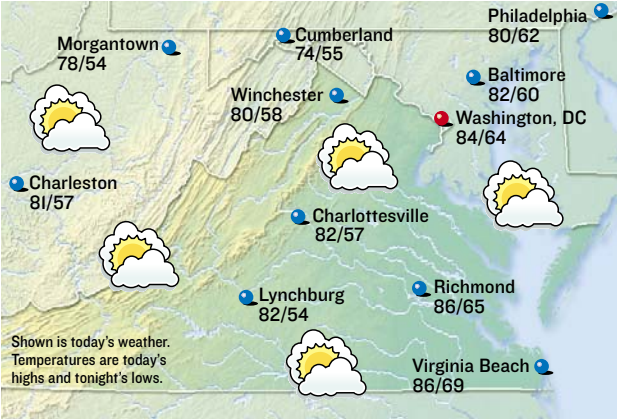 Philadelphia
80/62
Morgantown
78/54
Cumberland
74/55
Baltimore
82/60
Winchester
80/58
Washington, DC
84/64
Charleston
81/57
Charlottesville
82/57
Lynchburg
82/54
Richmond
86/65
Shown is today's weather.
Temperatures are today's
highs and tonight's lows.
Virginia Beach
86/69